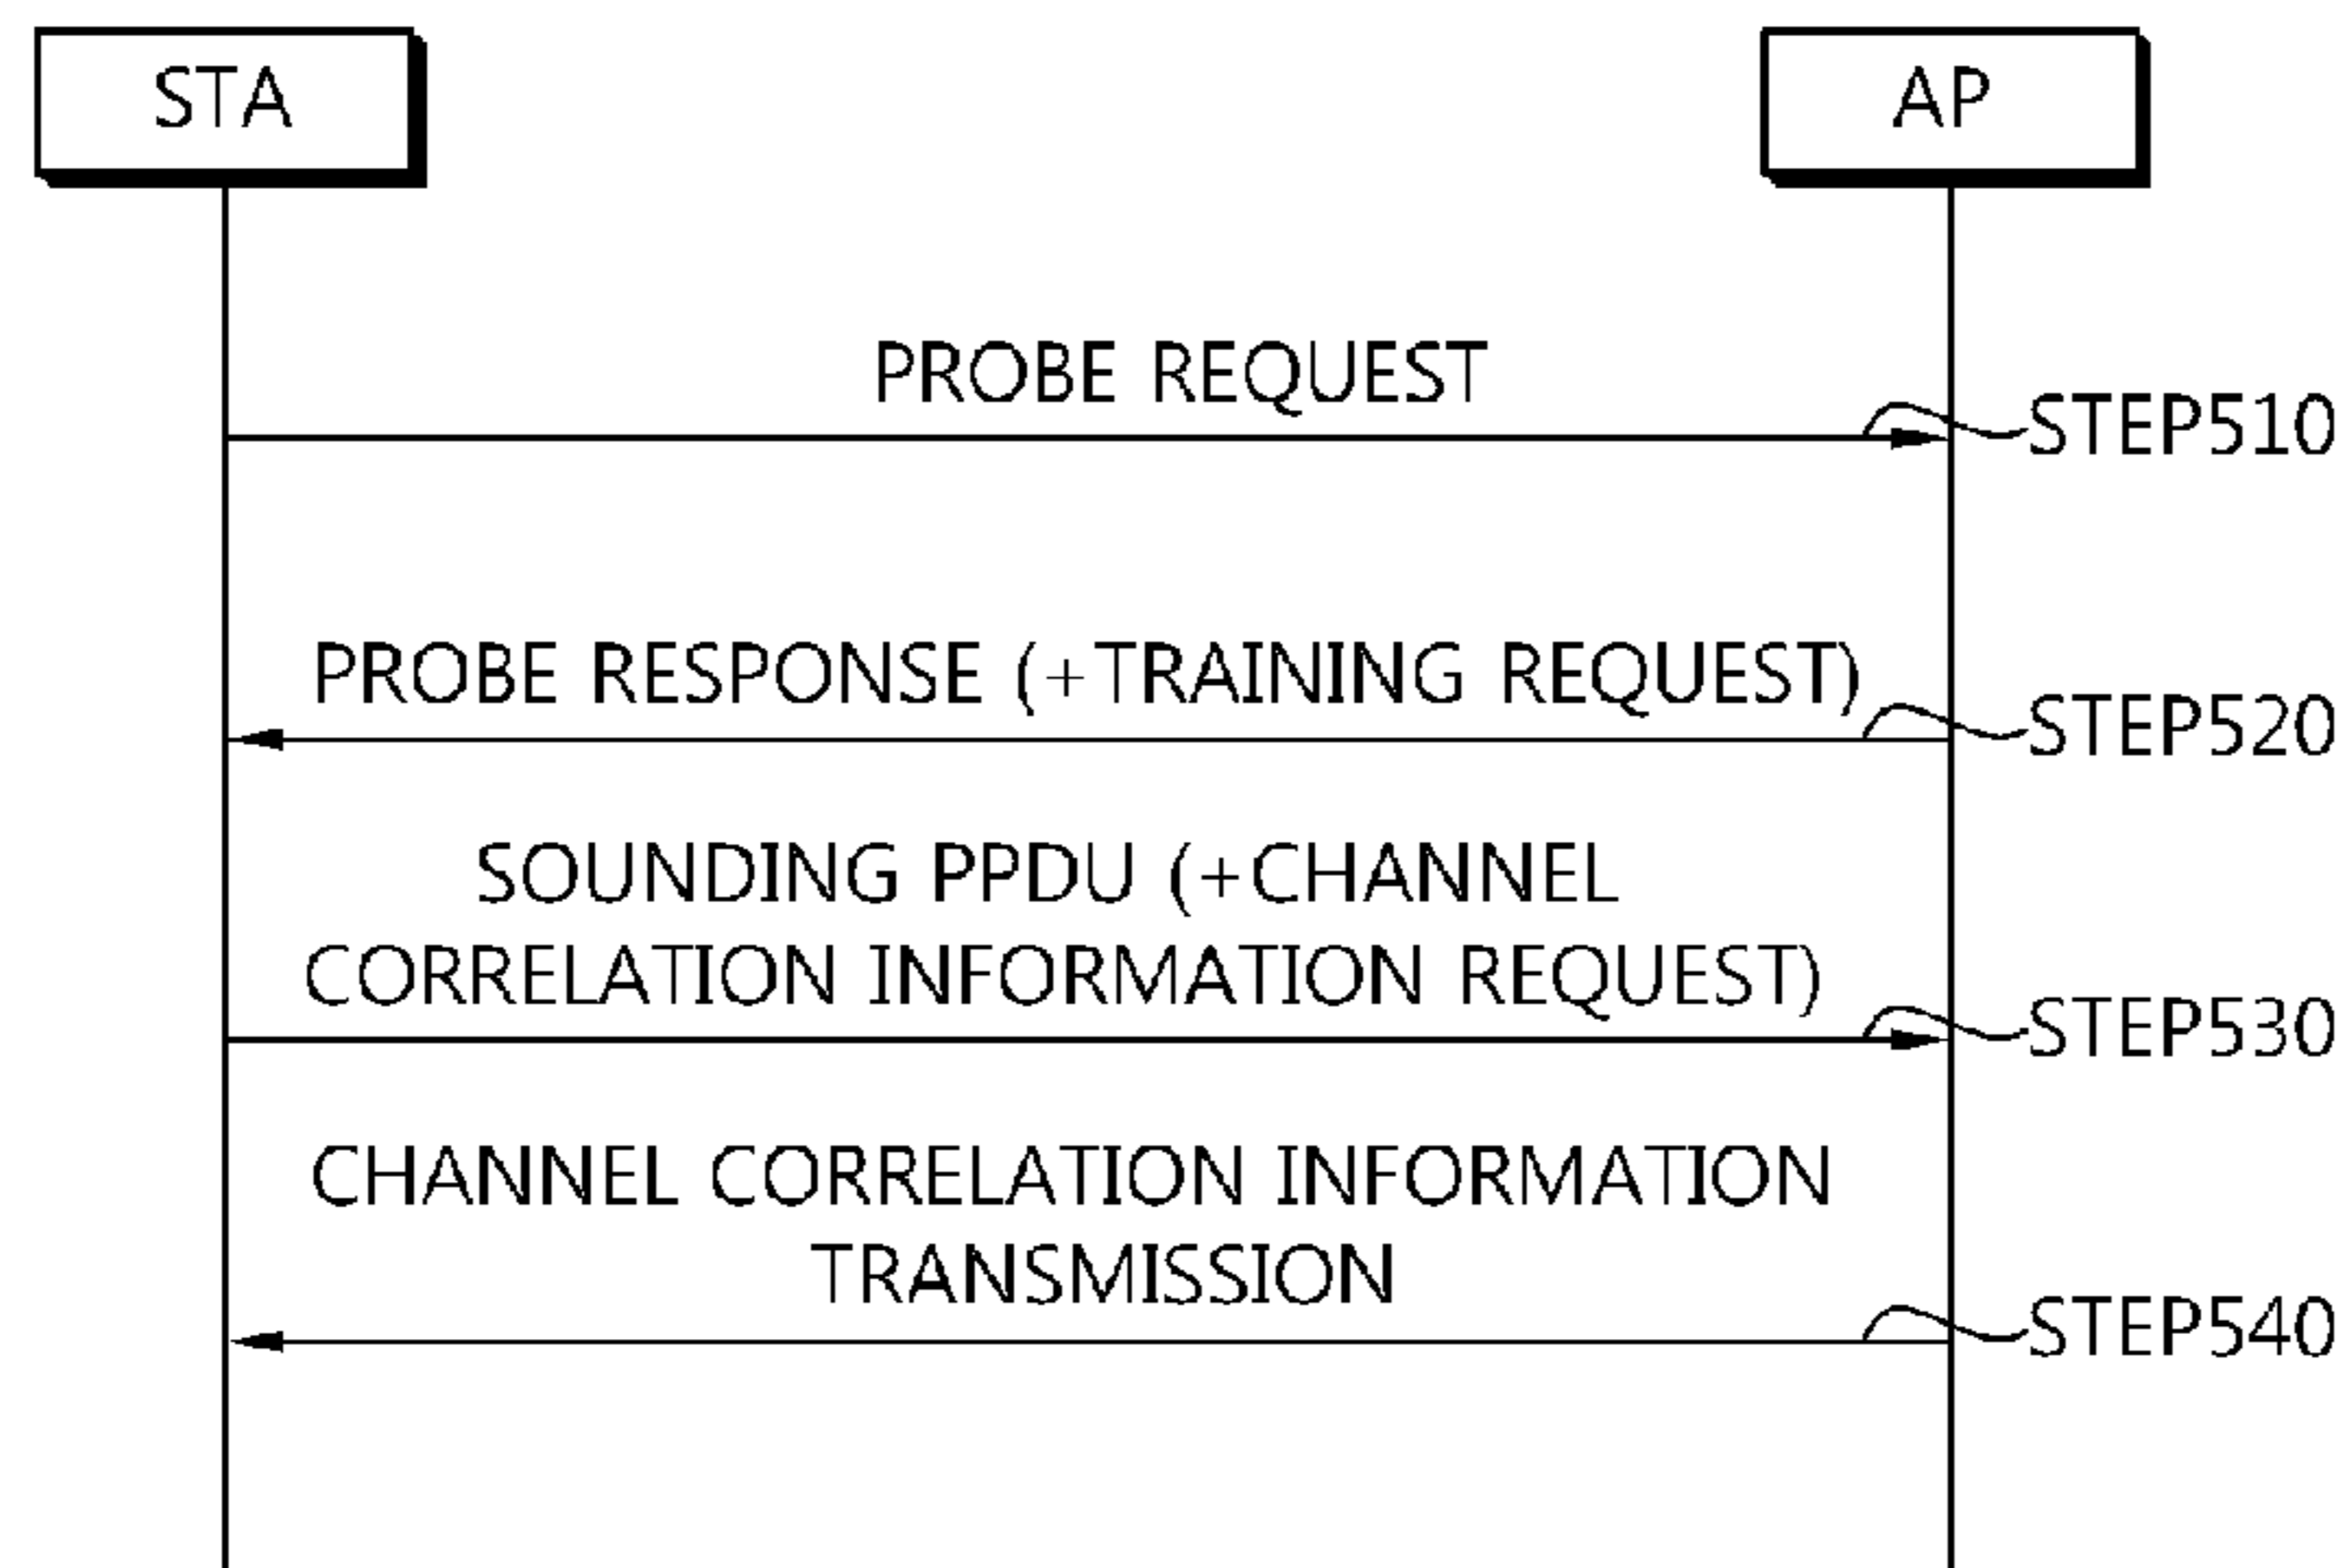 STA
AP
PROBE REQUEST
STEP510
PROBE RESPONSE (+TRAINING REQUEST)
STEP520
SOUNDING PPDU (+CHANNEL
CORRELATION INFORMATION REQUEST)
STEP530
CHANNEL CORRELATION INFORMATION
TRANSMISSION
STEP540